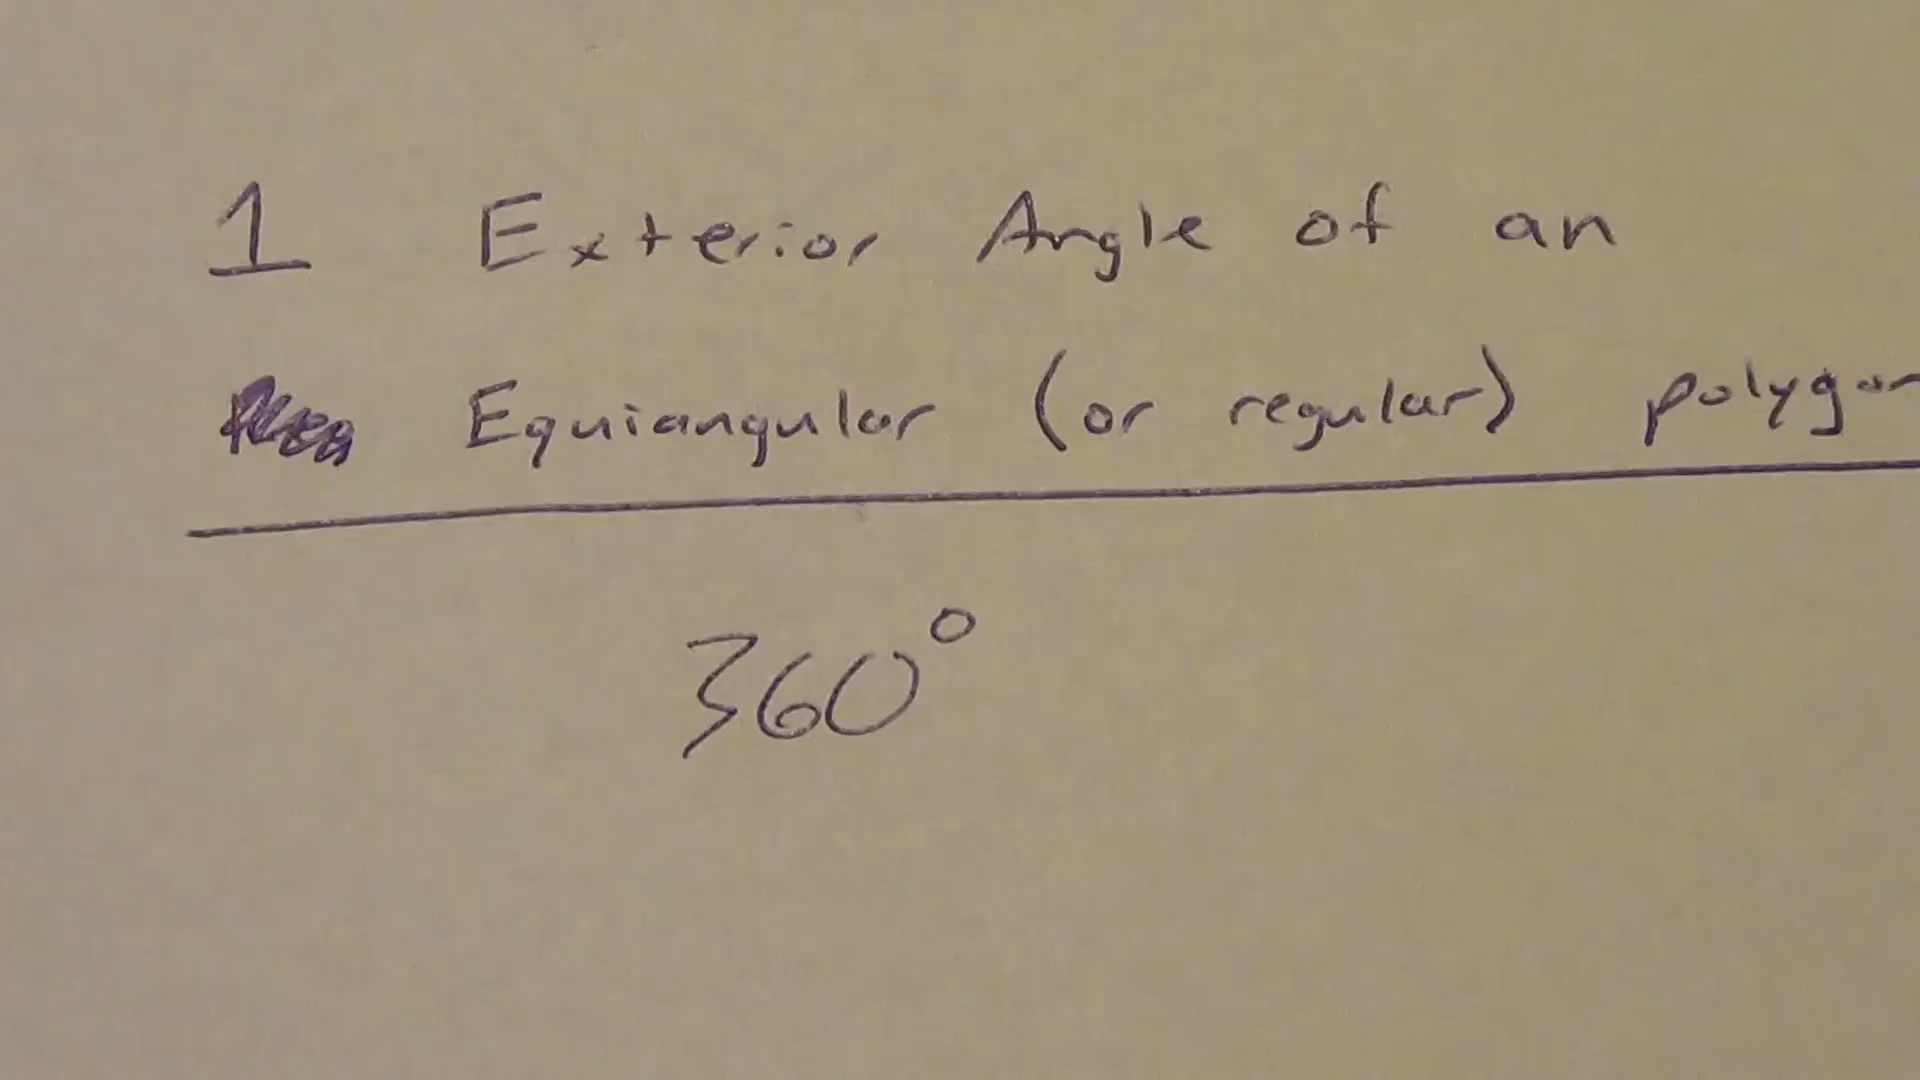 1 Exterior Angle of an
Equiangular (or regular) polygon
360°